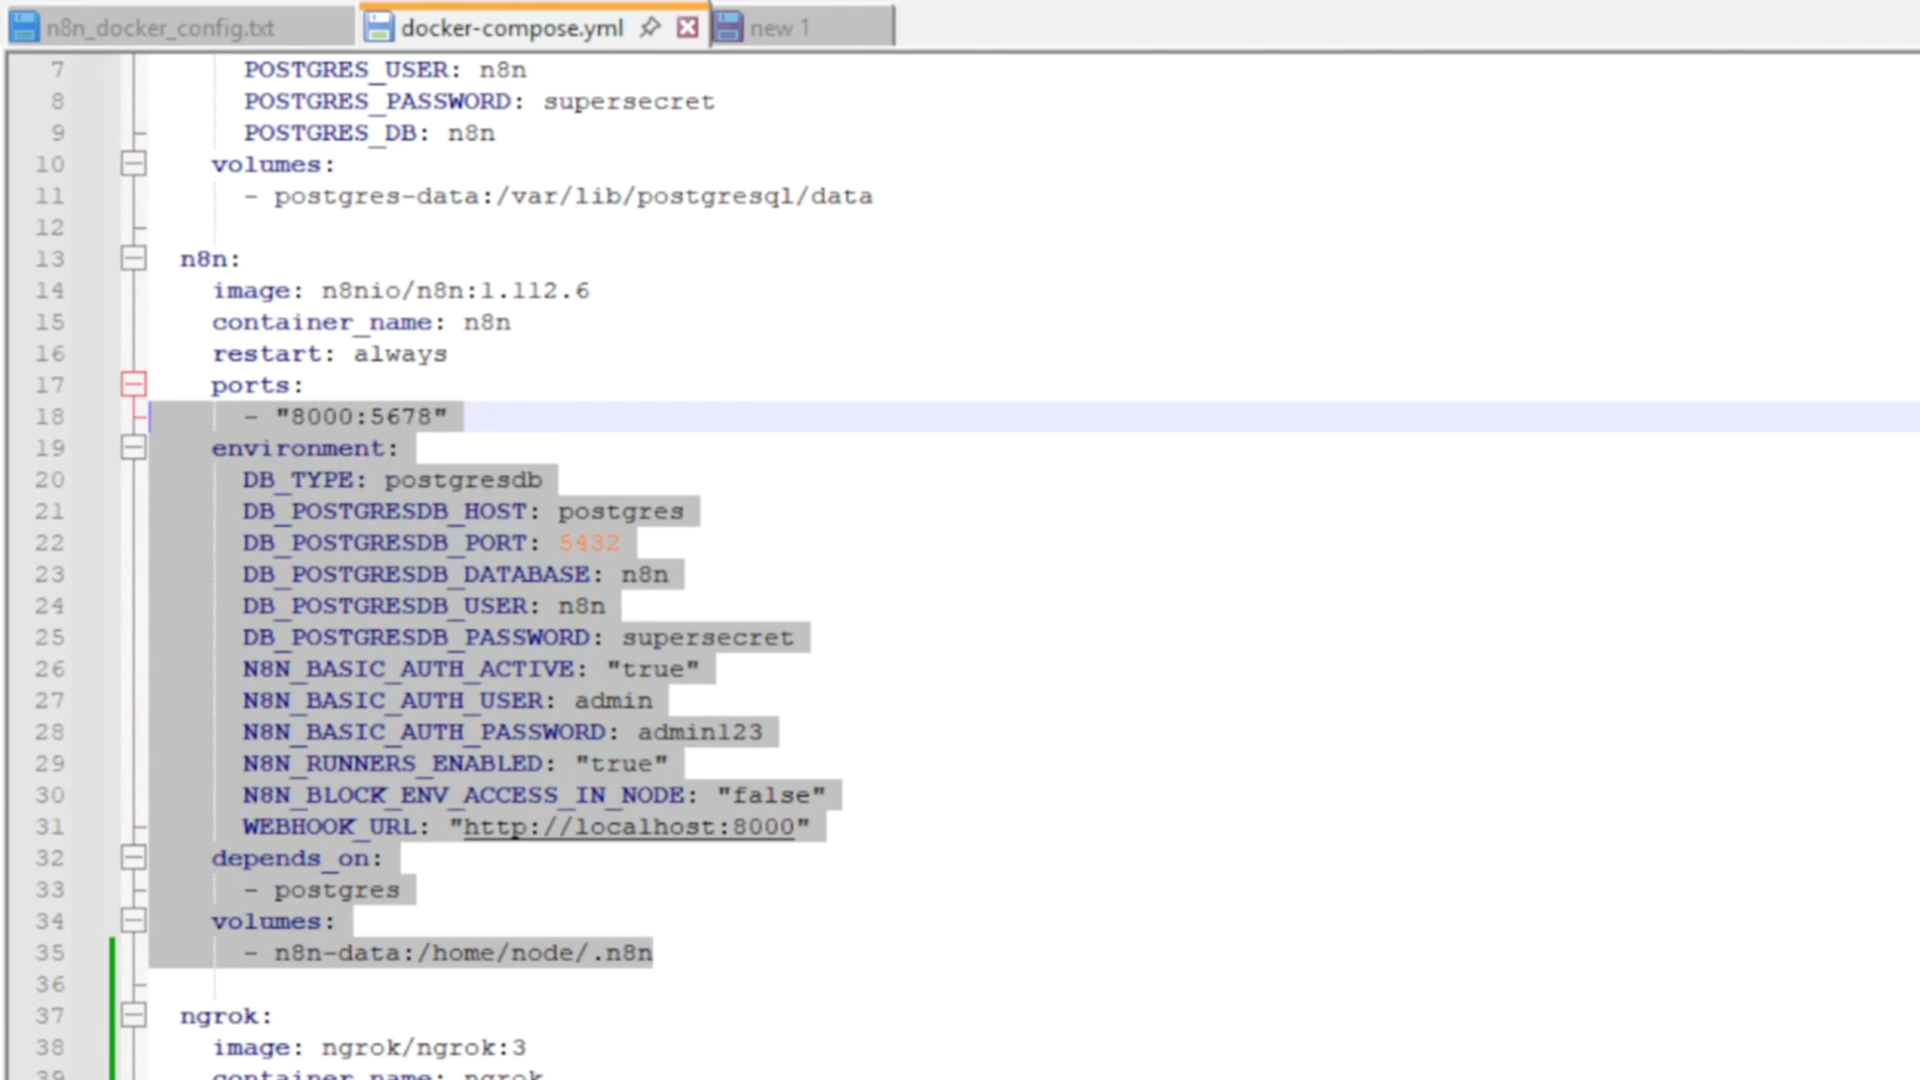 n8n_docker_config.txt docker-compose.yml new 1
7 POSTGRES_USER: n8n
8 POSTGRES_PASSWORD: supersecret
9 POSTGRES_DB: n8n
10 volumes:
11 - postgres-data:/var/lib/postgresql/data
12
13 n8n:
14 image: n8nio/n8n:1.112.6
15 container_name: n8n
16 restart: always
17 ports:
18 - "8000:5678"
19 environment:
20 DB_TYPE: postgresdb
21 DB_POSTGRESDB_HOST: postgres
22 DB_POSTGRESDB_PORT: 5432
23 DB_POSTGRESDB_DATABASE: n8n
24 DB_POSTGRESDB_USER: n8n
25 DB_POSTGRESDB_PASSWORD: supersecret
26 N8N_BASIC_AUTH_ACTIVE: "true"
27 N8N_BASIC_AUTH_USER: admin
28 N8N_BASIC_AUTH_PASSWORD: admin123
29 N8N_RUNNERS_ENABLED: "true"
30 N8N_BLOCK_ENV_ACCESS_IN_NODE: "false"
31 WEBHOOK_URL: "http://localhost:8000"
32 depends_on:
33 - postgres
34 volumes:
35 - n8n-data:/home/node/.n8n
36
37 ngrok:
38 image: ngrok/ngrok:3
39 container_name: ngrok